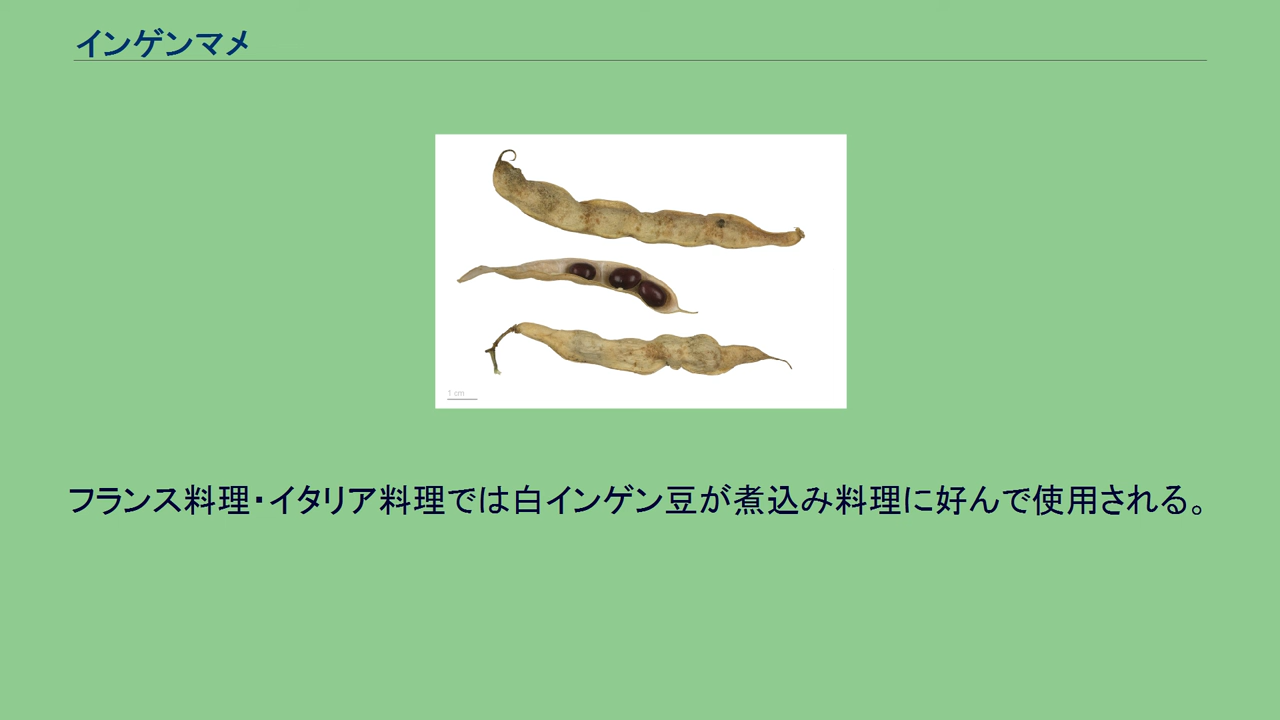 インゲンマメ
1 cm
フランス料理・イタリア料理では白インゲン豆が煮込み料理に好んで使用される。